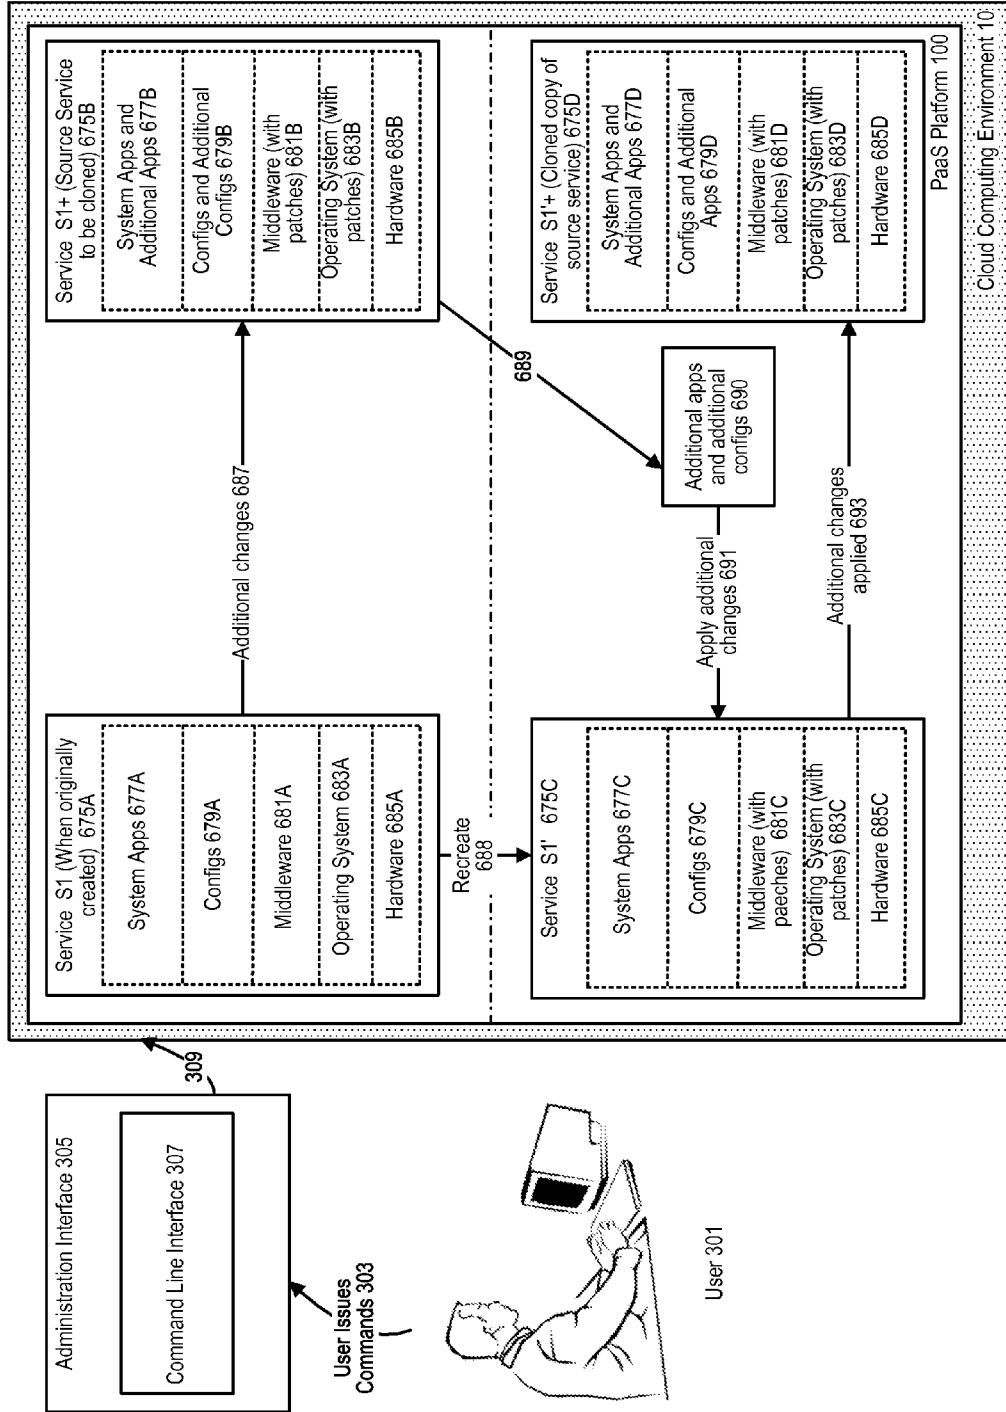 Administration Interface 305
Command Line Interface 307
User Issues
Commands 303
User 301
309
Service S1 (When originally
created) 675A
System Apps 677A
Configs 679A
Middleware 681A
Operating System 683A
Hardware 685A
Additional changes 687
Service S1+ (Source Service
to be cloned) 675B
System Apps and
Additional Apps 677B
Configs and Additional
Configs 679B
Middleware (with
patches) 681B
Operating System (with
patches) 683B
Hardware 685B
Recreate
688
689
Service S1' 675C
System Apps 677C
Configs 679C
Middleware (with
paeches) 681C
Operating System (with
patches) 683C
Hardware 685C
Apply additional
changes 691
Additional apps
and additional
configs 690
Additional changes
applied 693
Service S1'+ (Cloned copy of
source service) 675D
System Apps and
Additional Apps 677D
Configs and Additional
Apps 679D
Middleware (with
patches) 681D
Operating System (with
patches) 683D
Hardware 685D
PaaS Platform 100
Cloud Computing Environment 10